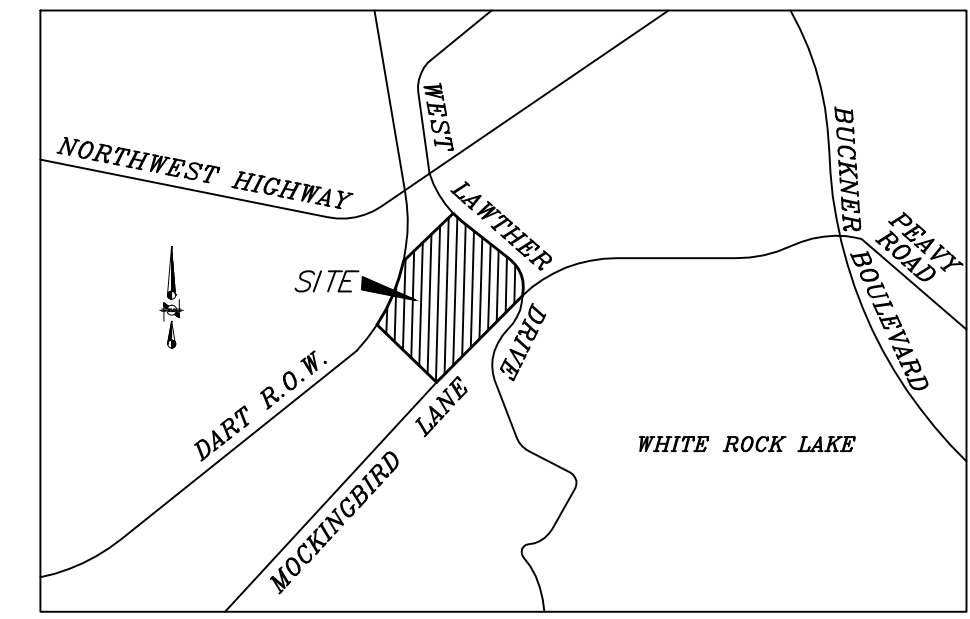 NORTHWEST HIGHWAY
WEST
LAWTHER
DRIVE
BUCKNER
BOULEVARD
PEAVY
ROAD
SITE
DART R.O.W.
MOCKINGBIRD LANE
WHITE ROCK LAKE